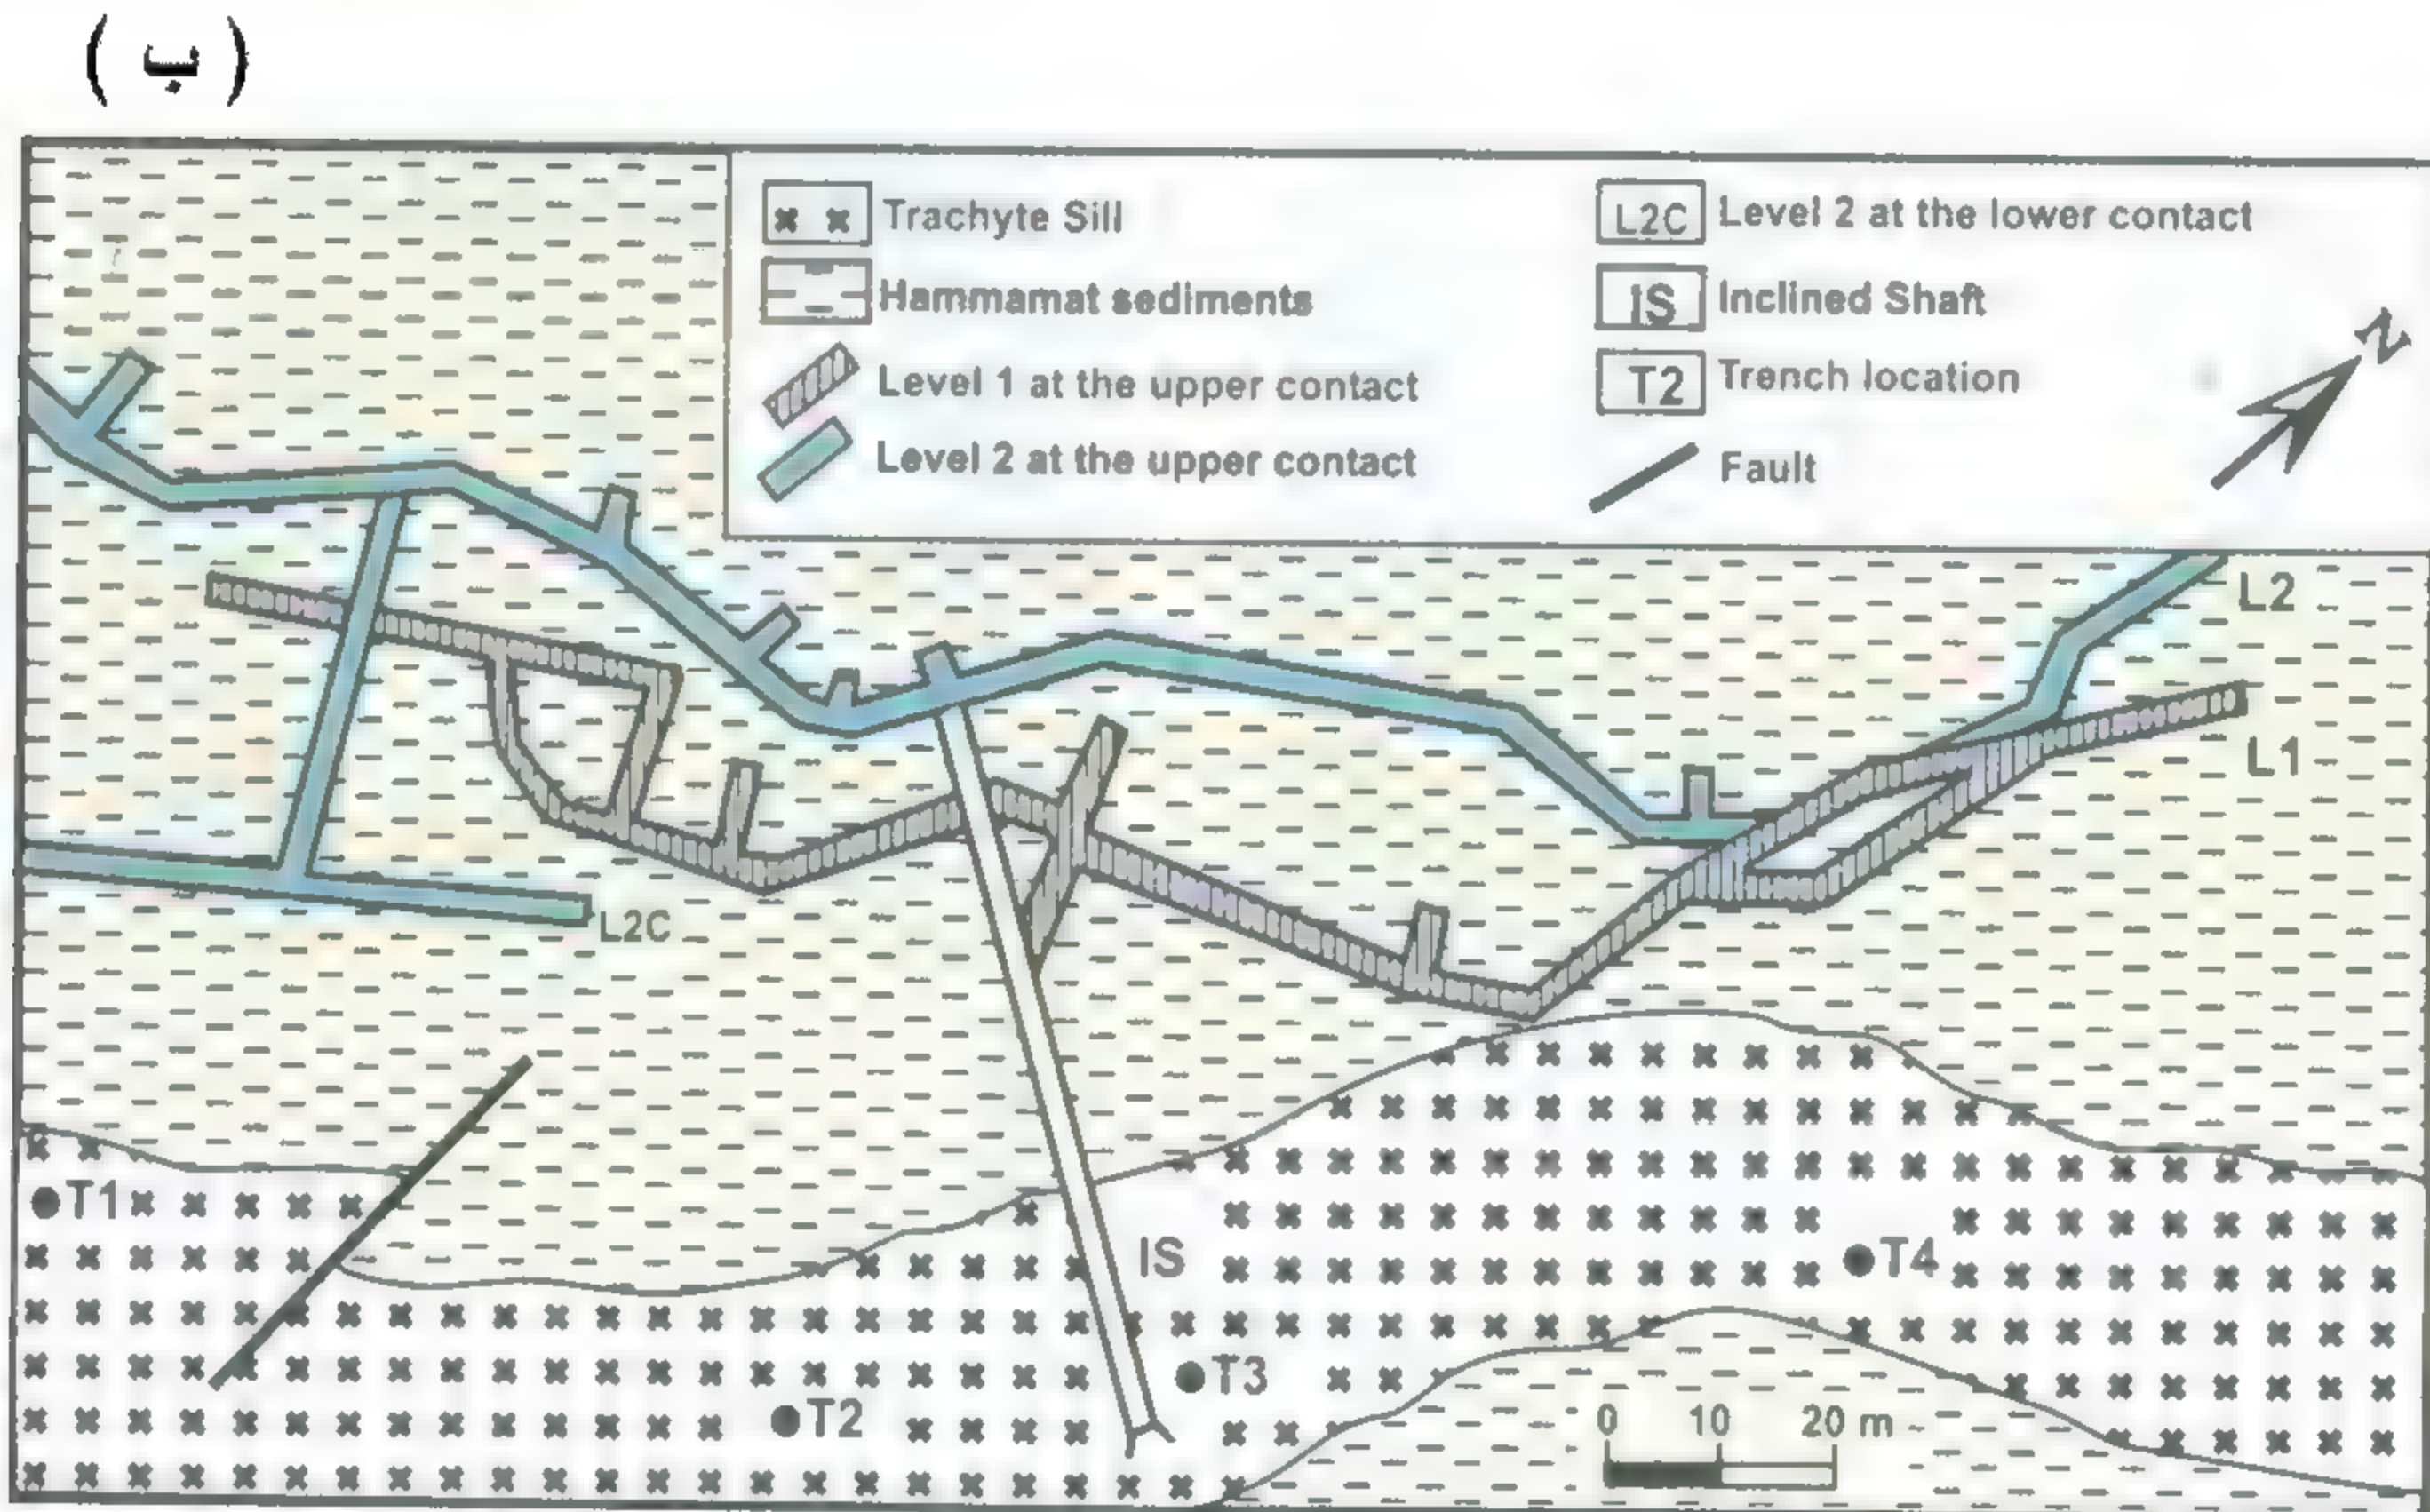 ( ب )
Trachyte Sill
Hammamat sediments
Level 1 at the upper contact
Level 2 at the upper contact
L2C Level 2 at the lower contact
IS Inclined Shaft
T2 Trench location
Fault
N
L2
L1
L2C
T1
IS
T4
T3
T2
0 10 20 m